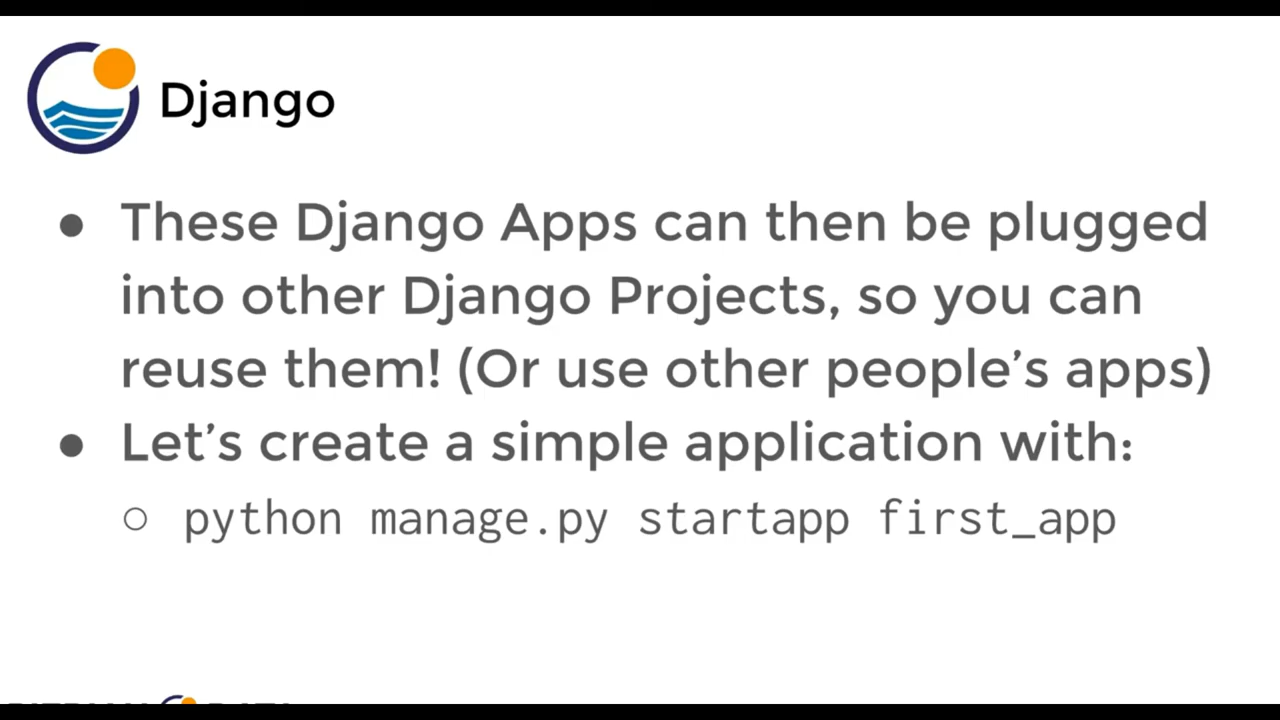 Django
● These Django Apps can then be plugged
into other Django Projects, so you can
reuse them! (Or use other people's apps)
● Let's create a simple application with:
○ python manage.py startapp first_app